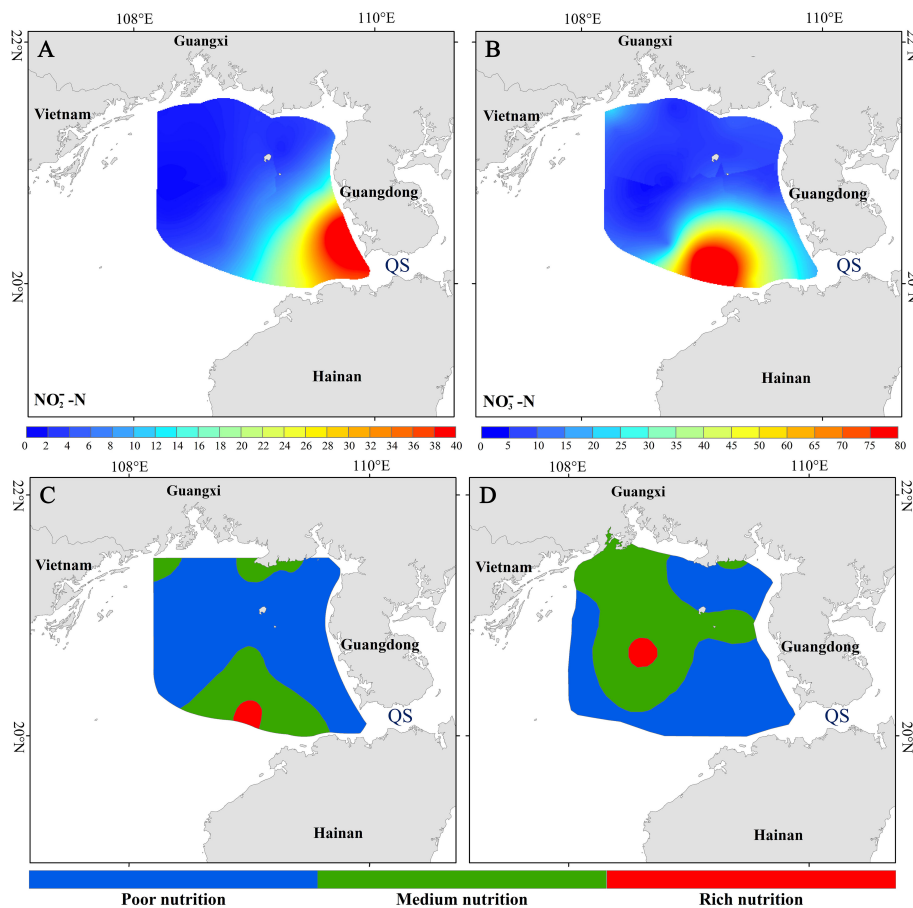 108°E 110°E 110°E
22°N A Guangxi B Guangxi 22°N
Vietnam Vietnam
Guangdong Guangdong
QS QS
20°N 20°N
Hainan Hainan
NO₂⁻-N NO₃⁻-N
0 2 4 6 8 10 12 14 16 18 20 22 24 26 28 30 32 34 36 38 40 0 5 10 15 20 25 30 35 40 45 50 55 60 65 70 75 80
108°E 110°E 108°E 110°E
C Guangxi 22°N D Guangxi 22°N
Vietnam Vietnam
Guangdong Guangdong
QS QS
20°N 20°N
Hainan Hainan
Poor nutrition Medium nutrition Rich nutrition